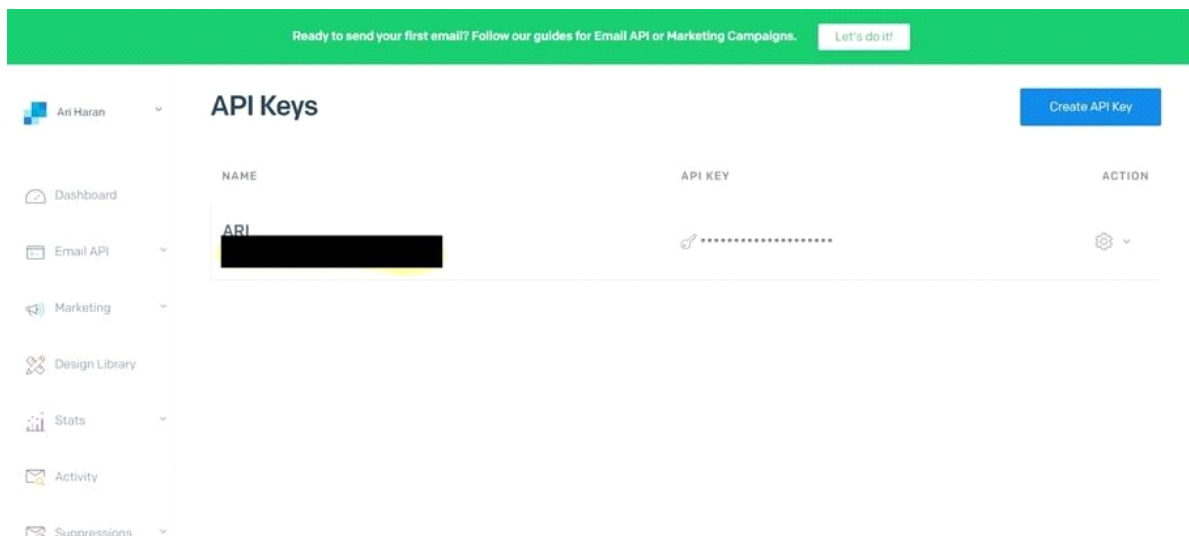 Ready to send your first email? Follow our guides for Email API or Marketing Campaigns. Let's do it!
Ari Haran
API Keys
Create API Key
NAME API KEY ACTION
ARI
••••••••••••••••••••
Dashboard
Email API
Marketing
Design Library
Stats
Activity
Suppressions